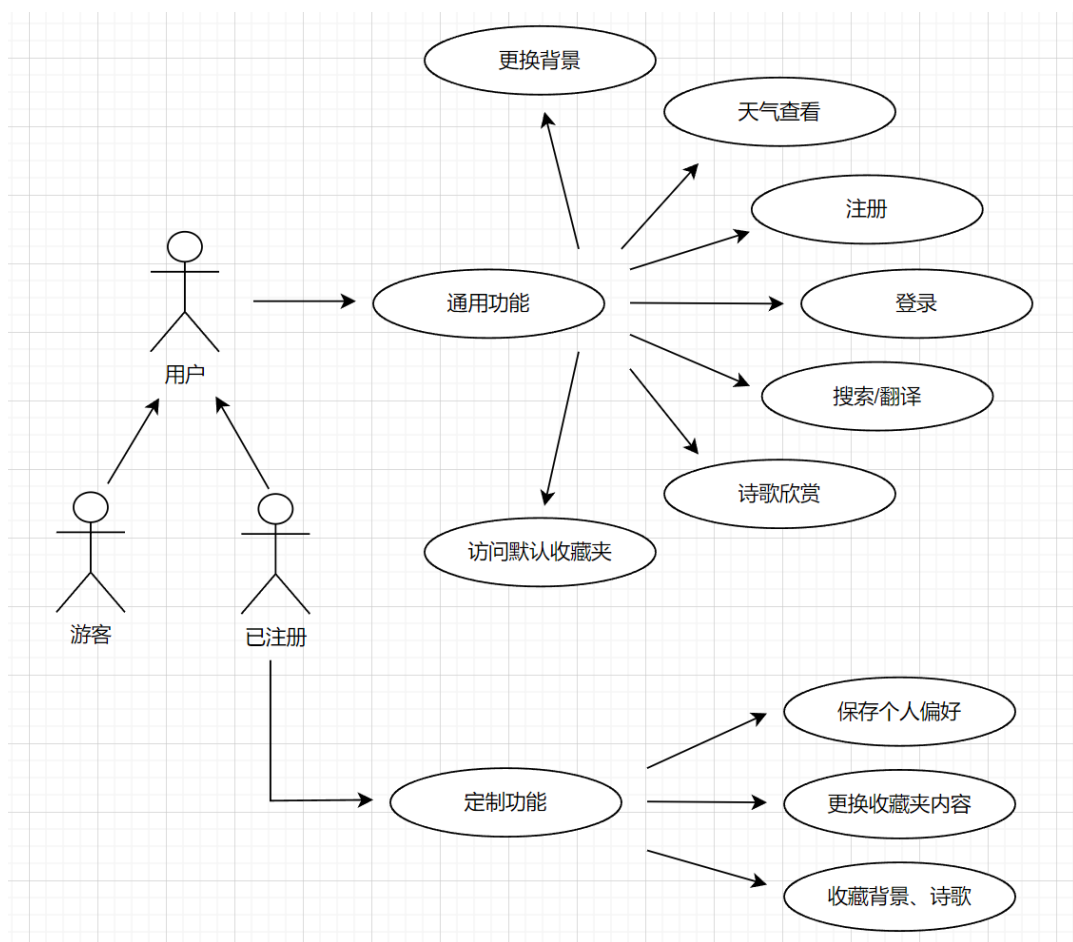 更换背景
天气查看
注册
通用功能
登录
用户
搜索/翻译
诗歌欣赏
访问默认收藏夹
游客
已注册
保存个人偏好
定制功能
更换收藏夹内容
收藏背景、诗歌